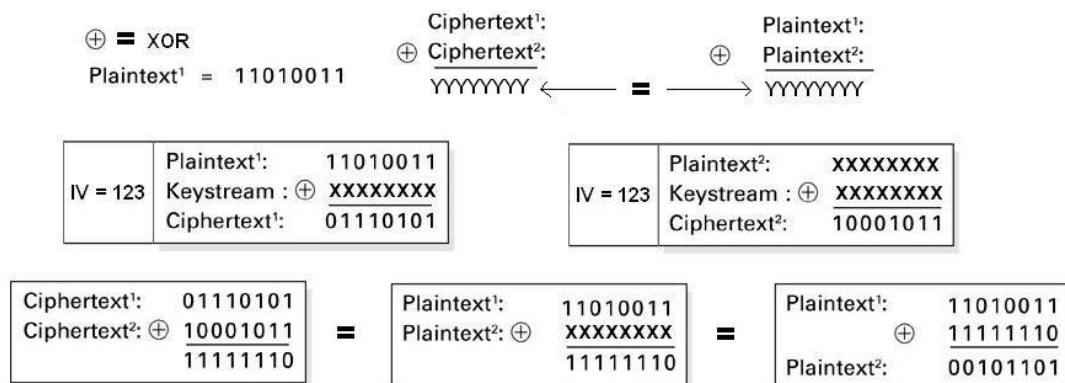 ⊕ = XOR
Plaintext¹ = 11010011
Ciphertext¹:
⊕ Ciphertext²:
YYYYYYYY
=
Plaintext¹:
⊕ Plaintext²:
YYYYYYYY
IV = 123
Plaintext¹: 11010011
Keystream : ⊕ XXXXXXXX
Ciphertext¹: 01110101
IV = 123
Plaintext²: XXXXXXXX
Keystream : ⊕ XXXXXXXX
Ciphertext²: 10001011
Ciphertext¹: 01110101
Ciphertext²: ⊕ 10001011
11111110
=
Plaintext¹: 11010011
Plaintext²: ⊕ XXXXXXXX
11111110
=
Plaintext¹: 11010011
⊕ 11111110
Plaintext²: 00101101